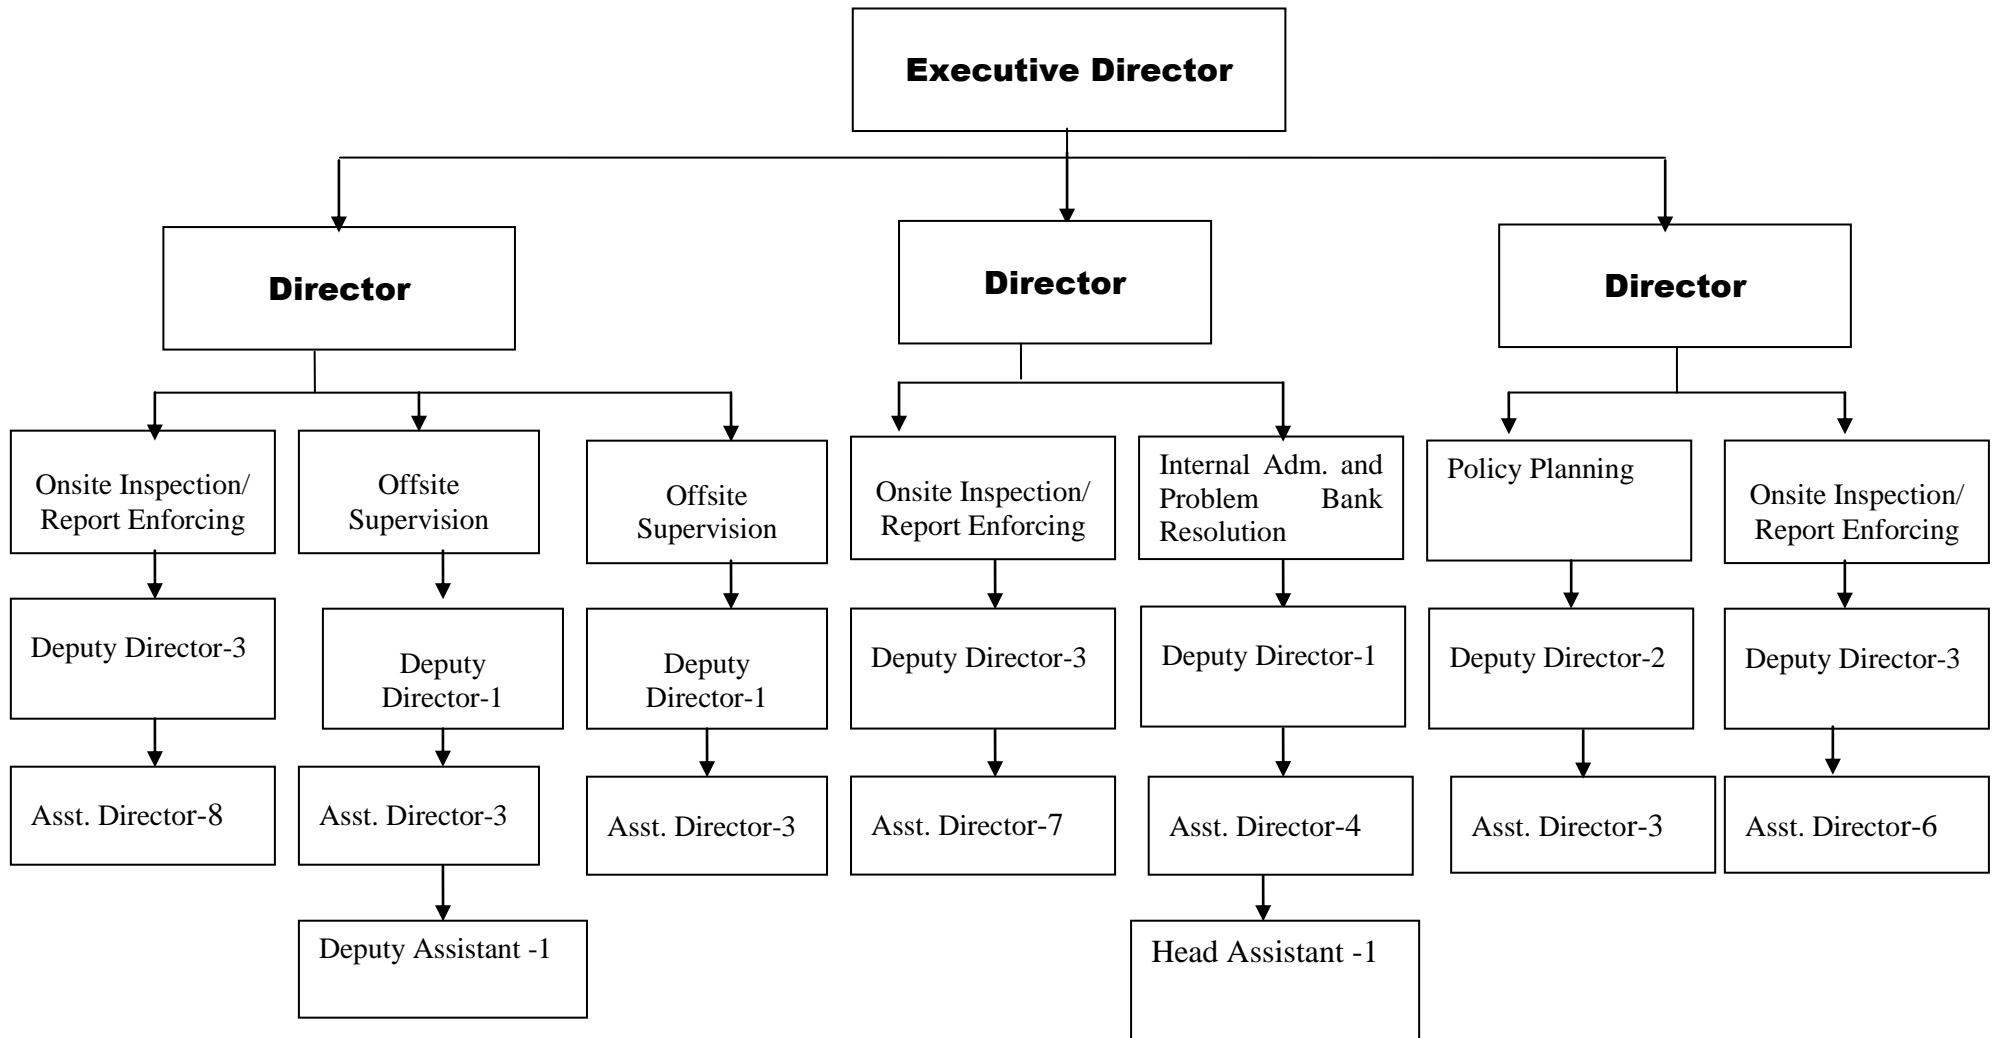 Executive Director
Director
Director
Director
Onsite Inspection/
Report Enforcing
Offsite
Supervision
Offsite
Supervision
Onsite Inspection/
Report Enforcing
Internal Adm. and
Problem Bank
Resolution
Policy Planning
Onsite Inspection/
Report Enforcing
Deputy Director-3
Deputy
Director-1
Deputy
Director-1
Deputy Director-3
Deputy Director-1
Deputy Director-2
Deputy Director-3
Asst. Director-8
Asst. Director-3
Asst. Director-3
Asst. Director-7
Asst. Director-4
Asst. Director-3
Asst. Director-6
Deputy Assistant -1
Head Assistant -1